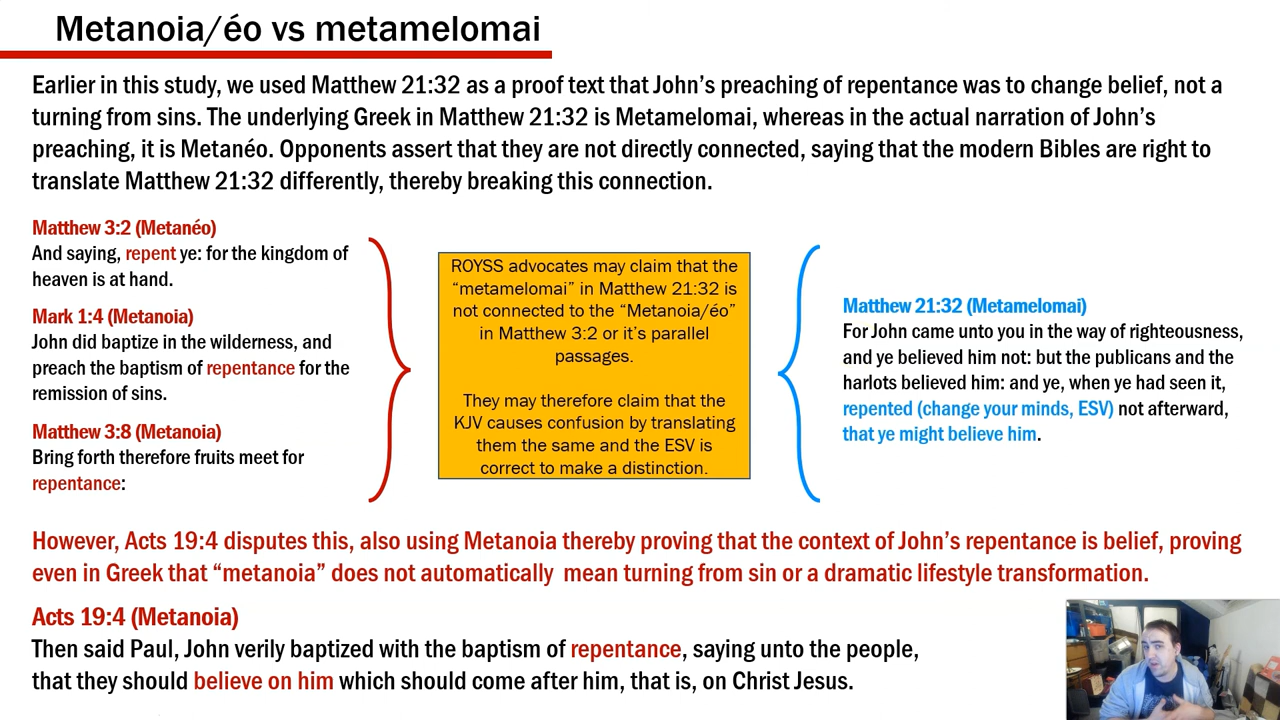 Metanoia/éo vs metamelomai
Earlier in this study, we used Matthew 21:32 as a proof text that John’s preaching of repentance was to change belief, not a
turning from sins. The underlying Greek in Matthew 21:32 is Metamelomai, whereas in the actual narration of John’s
preaching, it is Metanéo. Opponents assert that they are not directly connected, saying that the modern Bibles are right to
translate Matthew 21:32 differently, thereby breaking this connection.
Matthew 3:2 (Metanéo)
And saying, repent ye: for the kingdom of
heaven is at hand.
Mark 1:4 (Metanoia)
John did baptize in the wilderness, and
preach the baptism of repentance for the
remission of sins.
Matthew 3:8 (Metanoia)
Bring forth therefore fruits meet for
repentance:
ROYSS advocates may claim that the
“metamelomai” in Matthew 21:32 is
not connected to the “Metanoia/éo”
in Matthew 3:2 or it’s parallel
passages.
They may therefore claim that the
KJV causes confusion by translating
them the same and the ESV is
correct to make a distinction.
Matthew 21:32 (Metamelomai)
For John came unto you in the way of righteousness,
and ye believed him not: but the publicans and the
harlots believed him: and ye, when ye had seen it,
repented (change your minds, ESV) not afterward,
that ye might believe him.
However, Acts 19:4 disputes this, also using Metanoia thereby proving that the context of John’s repentance is belief, proving
even in Greek that “metanoia” does not automatically mean turning from sin or a dramatic lifestyle transformation.
Acts 19:4 (Metanoia)
Then said Paul, John verily baptized with the baptism of repentance, saying unto the people,
that they should believe on him which should come after him, that is, on Christ Jesus.